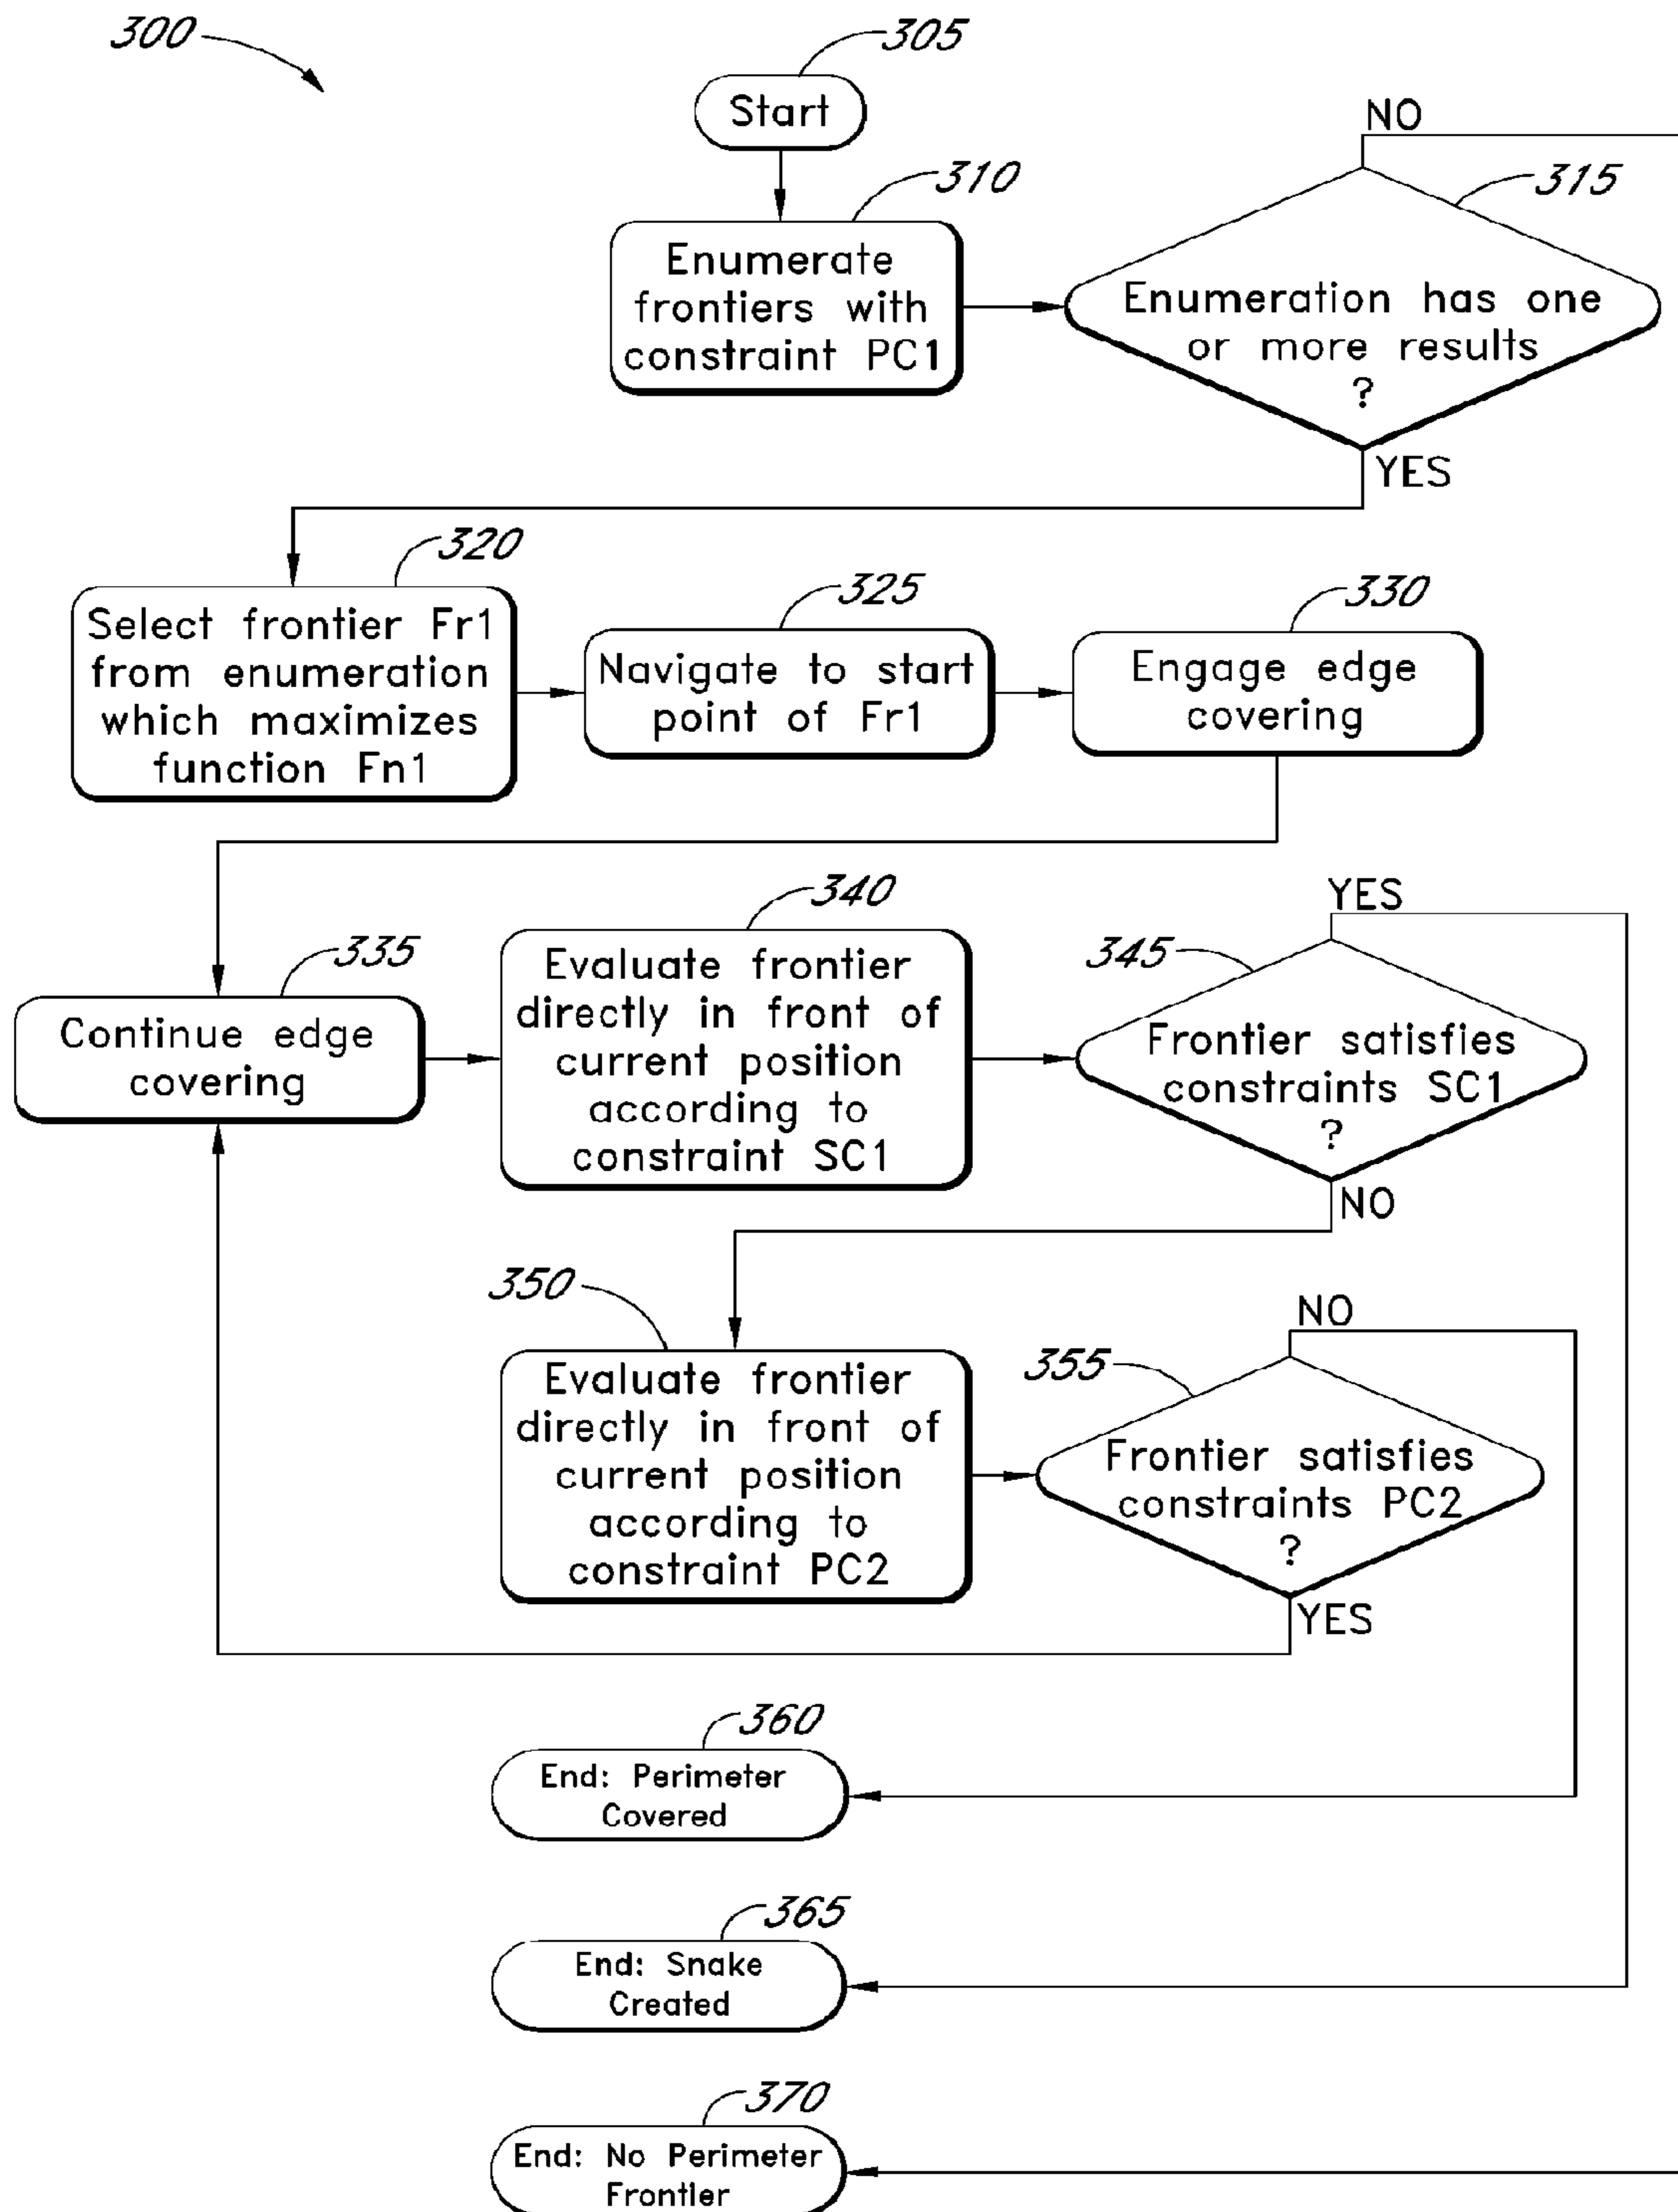 300
305
Start
NO
310
315
Enumerate
frontiers with
constraint PC1
Enumeration has one
or more results
?
YES
320
325
330
Select frontier Fr1
from enumeration
which maximizes
function Fn1
Navigate to start
point of Fr1
Engage edge
covering
340
YES
335
345
Continue edge
covering
Evaluate frontier
directly in front of
current position
according to
constraint SC1
Frontier satisfies
constraints SC1
?
NO
350
NO
355
Evaluate frontier
directly in front of
current position
according to
constraint PC2
Frontier satisfies
constraints PC2
?
YES
360
End: Perimeter
Covered
365
End: Snake
Created
370
End: No Perimeter
Frontier